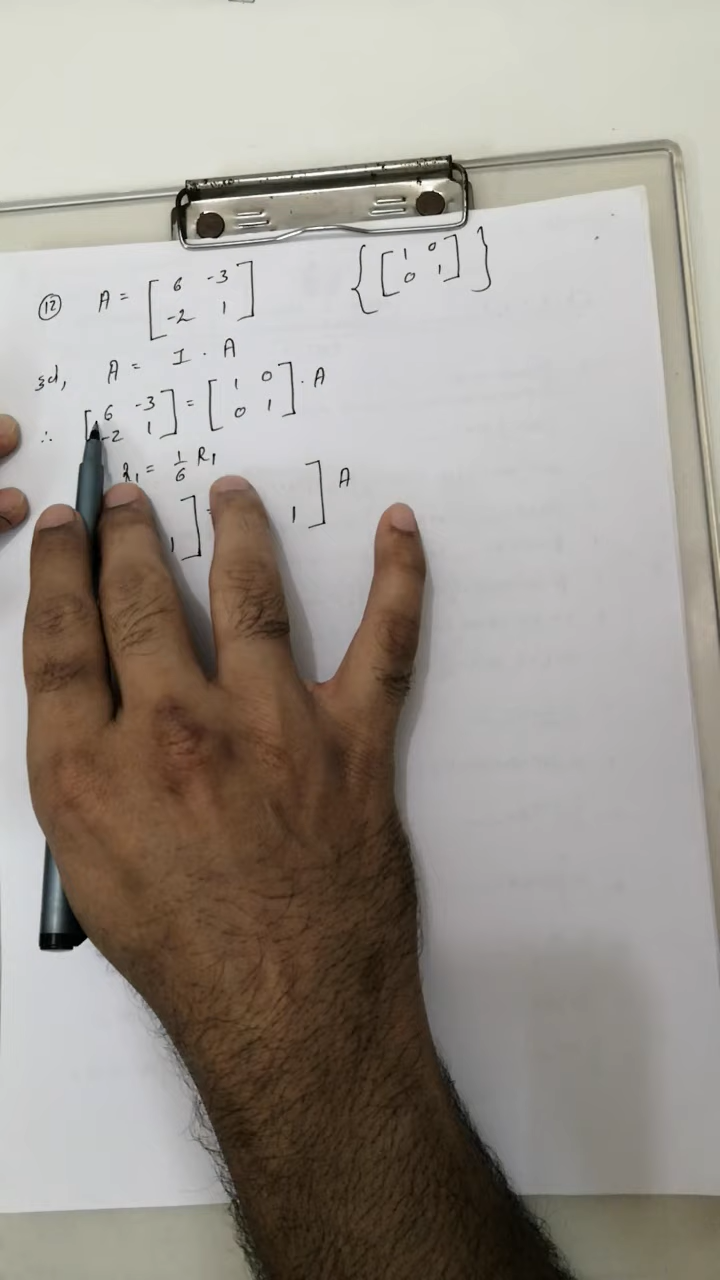 ⑫ A = [ 6 -3 -2 1 ] { [ 1 0 0 1 ] }
Sol, A = I . A
∴ [ 6 -3 -2 1 ] = [ 1 0 0 1 ] . A
R₁ = 1/6 R₁
1 ] = 1 ] A